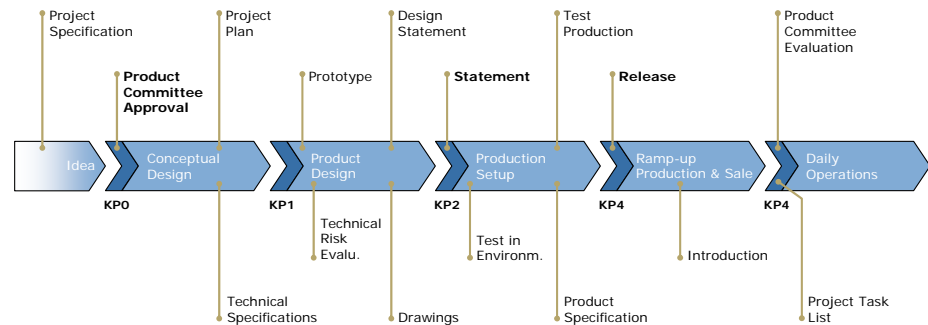 Project
Specification
Project
Plan
Design
Statement
Test
Production
Product
Committee
Evaluation
Product
Committee
Approval
Prototype
Statement
Release
Idea
Conceptual
Design
Product
Design
Production
Setup
Ramp-up
Production & Sale
Daily
Operations
KP0
KP1
KP2
KP4
KP4
Technical
Risk
Evalu.
Test in
Environm.
Introduction
Technical
Specifications
Drawings
Product
Specification
Project Task
List